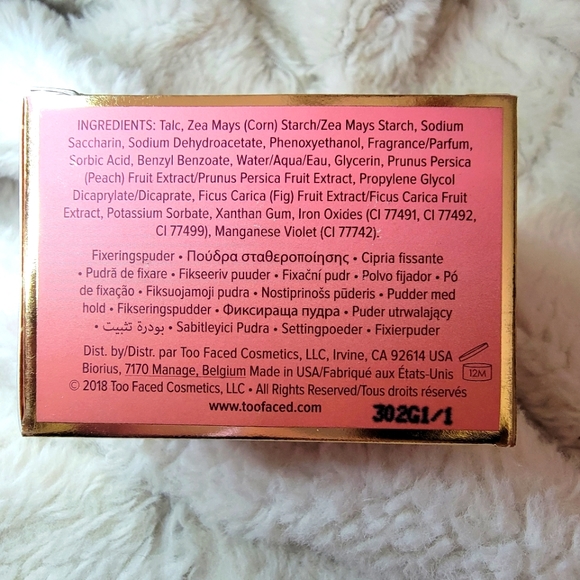 INGREDIENTS: Talc, Zea Mays (Corn) Starch/Zea Mays Starch, Sodium
Saccharin, Sodium Dehydroacetate, Phenoxyethanol, Fragrance/Parfum,
Sorbic Acid, Benzyl Benzoate, Water/Aqua/Eau, Glycerin, Prunus Persica
(Peach) Fruit Extract/Prunus Persica Fruit Extract, Propylene Glycol
Dicaprylate/Dicaprate, Ficus Carica (Fig) Fruit Extract/Ficus Carica Fruit
Extract, Potassium Sorbate, Xanthan Gum, Iron Oxides (CI 77491, CI 77492,
CI 77499), Manganese Violet (CI 77742).
Fixeringspuder • Πούδρα σταθεροποίησης • Cipria fissante
• Pudră de fixare • Fikseeriv puuder • Fixační pudr • Polvo fijador • Pó
de fixação • Fiksuojamoji pudra • Nostiprinošs pūderis • Pudder med
hold • Fikseringspudder • Фиксираща пудра • Puder utrwalający
• بودرة تثبيت • Sabitleyici Pudra • Settingpoeder • Fixierpuder
Dist. by/Distr. par Too Faced Cosmetics, LLC, Irvine, CA 92614 USA
Biorius, 7170 Manage, Belgium Made in USA/Fabriqué aux États-Unis
12M
© 2018 Too Faced Cosmetics, LLC • All Rights Reserved/Tous droits réservés
www.toofaced.com
302G1/1